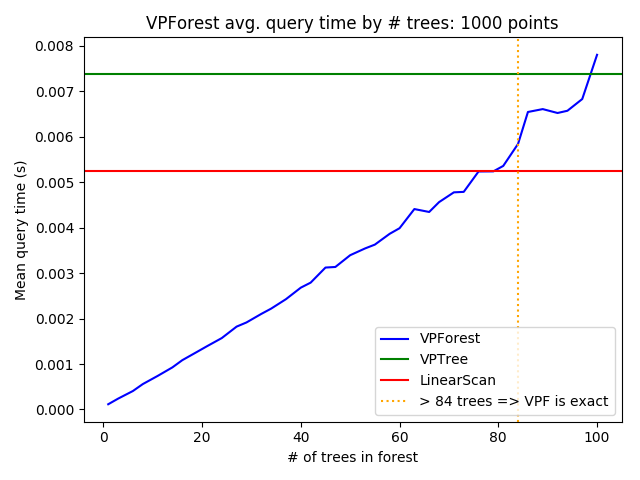 VPForest avg. query time by # trees: 1000 points
0.008
0.007
0.006
0.005
0.004
0.003
0.002
0.001
0.000
Mean query time (s)
VPForest
VPTree
LinearScan
> 84 trees => VPF is exact
0 20 40 60 80 100
# of trees in forest